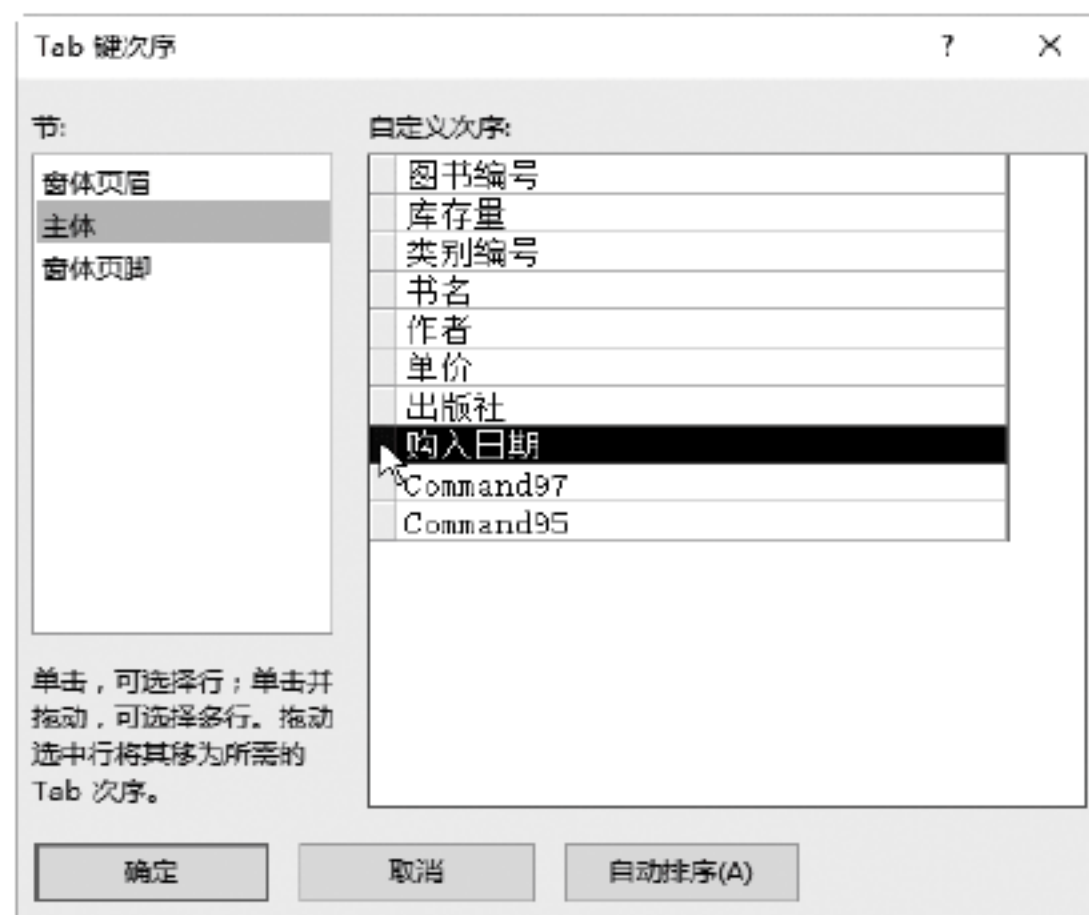 Tab 键次序
节:
窗体页眉
主体
窗体页脚
自定义次序:
图书编号
库存量
类别编号
书名
作者
单价
出版社
购入日期
Command97
Command95
单击，可选择行；单击并
拖动，可选择多行。拖动
选中行将其移为所需的
Tab 次序。
确定
取消
自动排序(A)